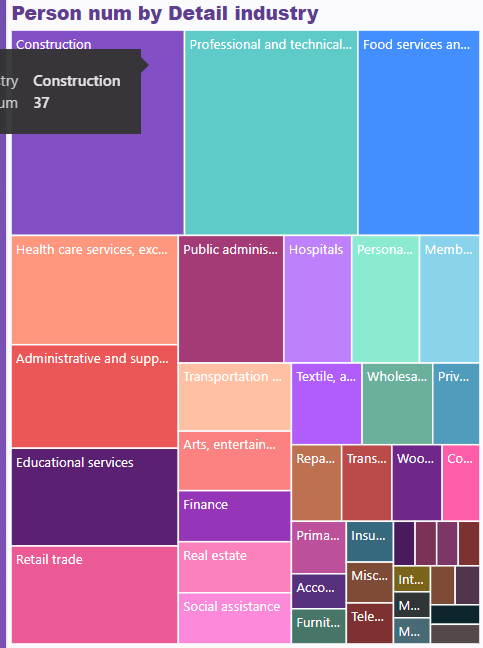 Person num by Detail industry
Construction
Professional and technical...
Food services an...
stry Construction
um 37
Health care services, exc...
Public adminis...
Hospitals
Persona...
Memb...
Administrative and supp...
Transportation ...
Textile, a...
Wholesa...
Priv...
Arts, entertain...
Educational services
Repa...
Trans...
Woo...
Co...
Finance
Prima...
Insu...
Retail trade
Real estate
Misc...
Int...
Acco...
Social assistance
M...
Furnit...
Tele...
M...